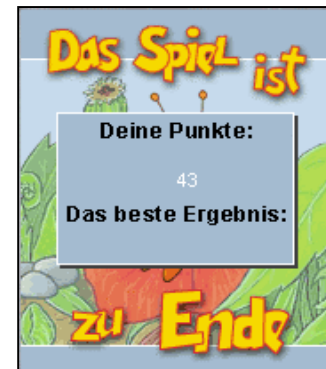 Das Spiel ist
Deine Punkte:
43
Das beste Ergebnis:
zu Ende